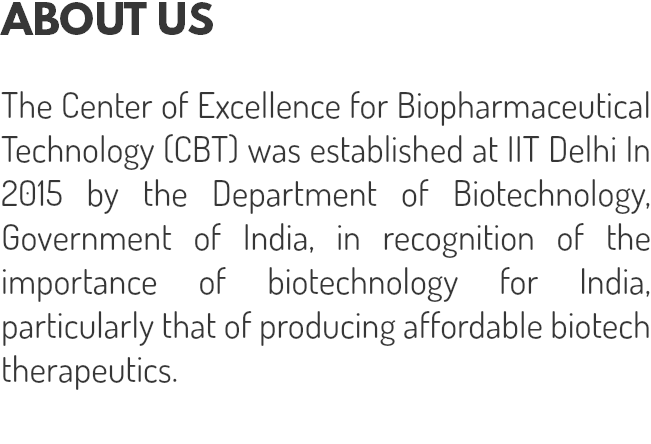 ABOUT US
The Center of Excellence for Biopharmaceutical
Technology (CBT) was established at IIT Delhi In
2015 by the Department of Biotechnology,
Government of India, in recognition of the
importance of biotechnology for India,
particularly that of producing affordable biotech
therapeutics.